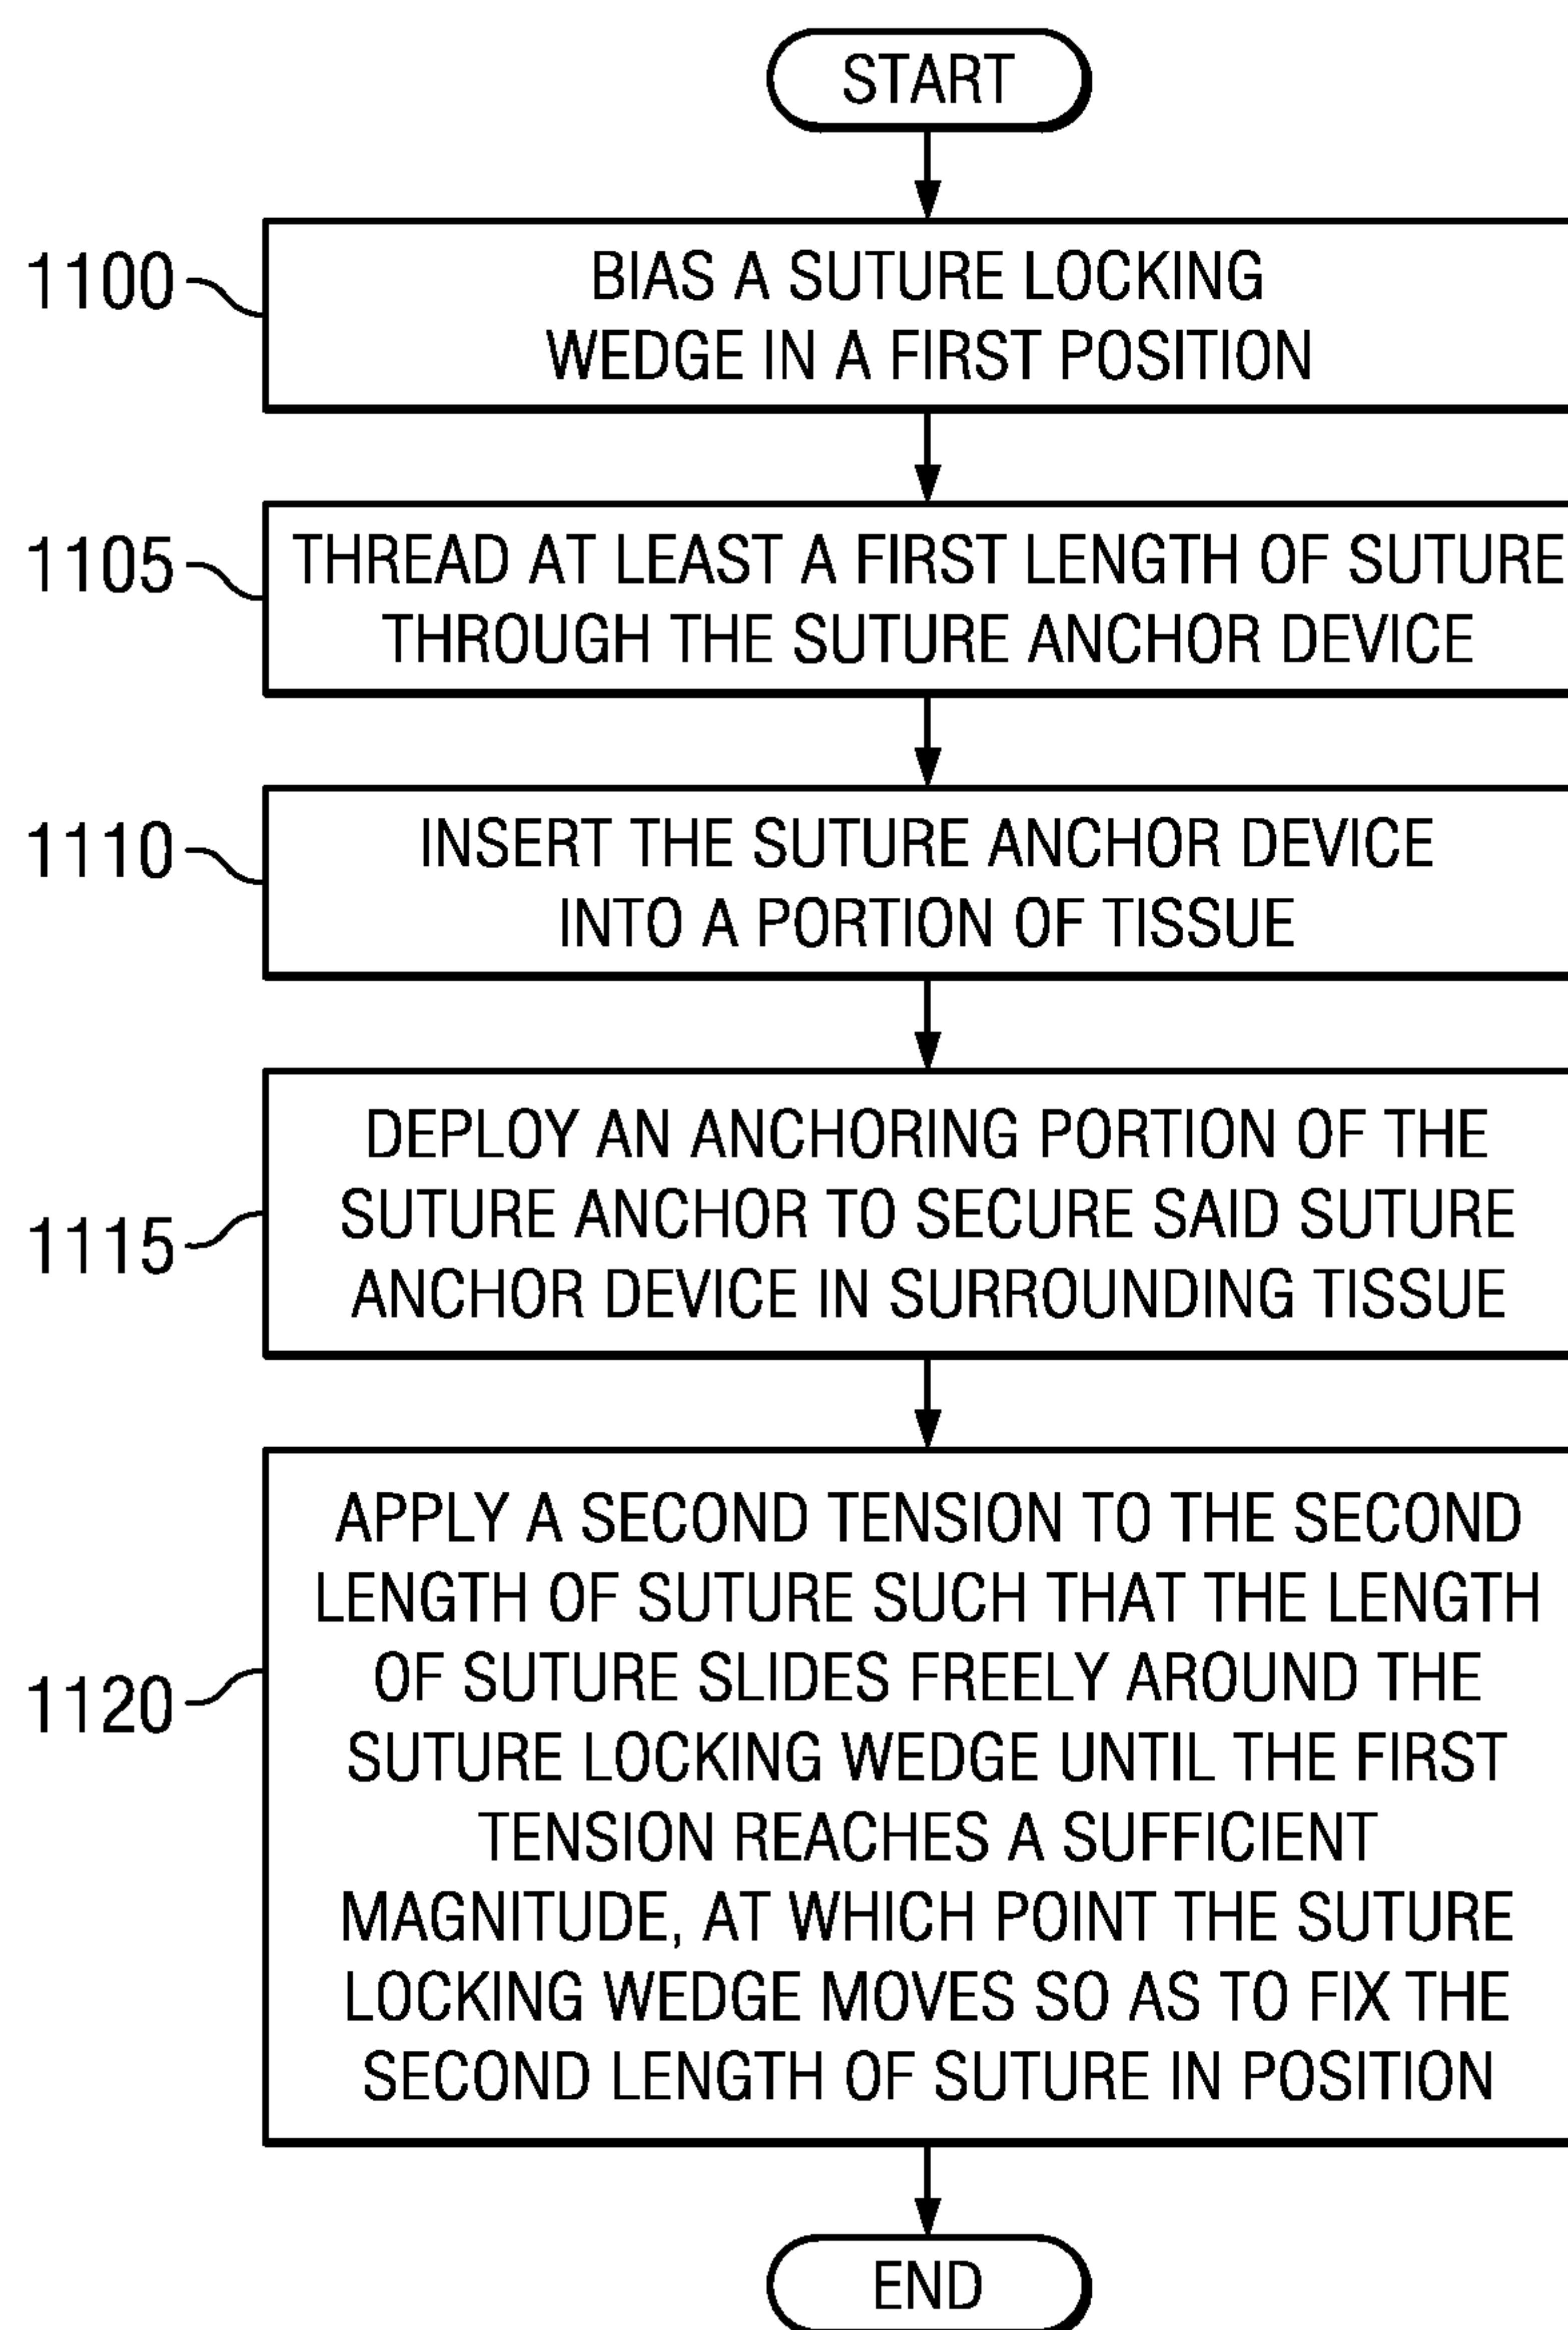 START
1100
BIAS A SUTURE LOCKING
WEDGE IN A FIRST POSITION
1105
THREAD AT LEAST A FIRST LENGTH OF SUTURE
THROUGH THE SUTURE ANCHOR DEVICE
1110
INSERT THE SUTURE ANCHOR DEVICE
INTO A PORTION OF TISSUE
1115
DEPLOY AN ANCHORING PORTION OF THE
SUTURE ANCHOR TO SECURE SAID SUTURE
ANCHOR DEVICE IN SURROUNDING TISSUE
1120
APPLY A SECOND TENSION TO THE SECOND
LENGTH OF SUTURE SUCH THAT THE LENGTH
OF SUTURE SLIDES FREELY AROUND THE
SUTURE LOCKING WEDGE UNTIL THE FIRST
TENSION REACHES A SUFFICIENT
MAGNITUDE, AT WHICH POINT THE SUTURE
LOCKING WEDGE MOVES SO AS TO FIX THE
SECOND LENGTH OF SUTURE IN POSITION
END